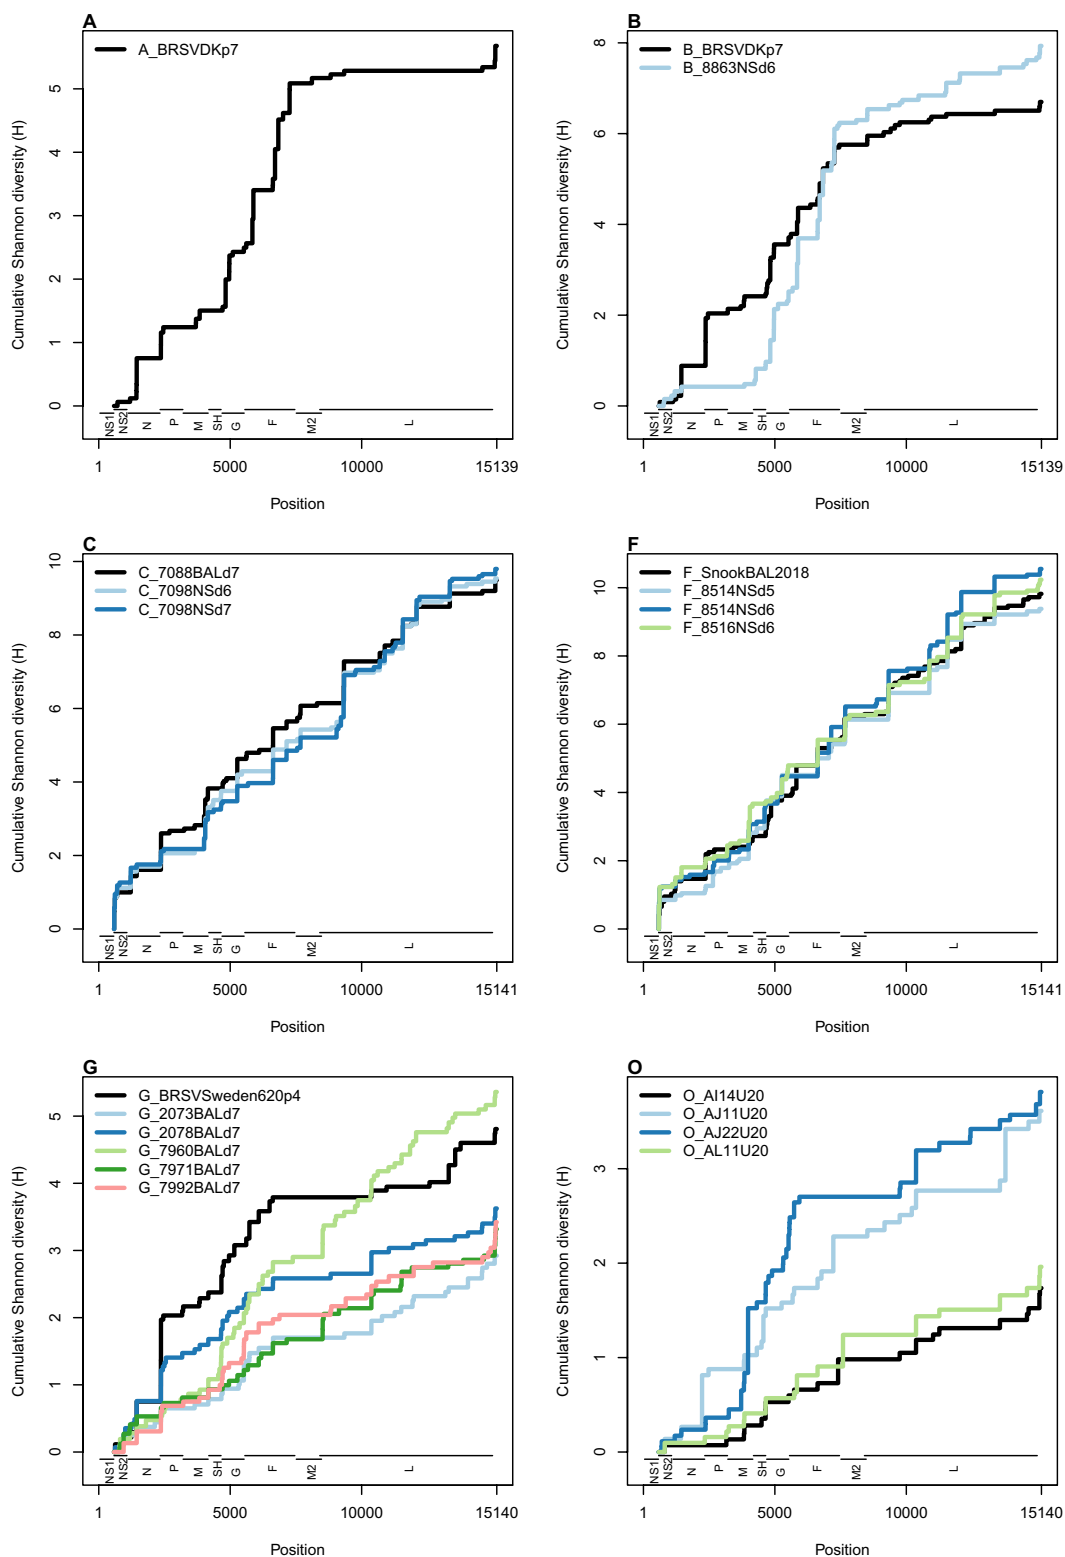 A
A_BRSVDKp7
Cumulative Shannon diversity (H)
0 1 2 3 4 5
NS1 NS2 N P M SH G F M2 L
1 5000 10000 15139
Position
B
B_BRSVDKp7
B_8863NSd6
Cumulative Shannon diversity (H)
0 2 4 6 8
NS1 NS2 N P M SH G F M2 L
1 5000 10000 15139
Position
C
C_7088BALd7
C_7098NSd6
C_7098NSd7
Cumulative Shannon diversity (H)
0 2 4 6 8 10
NS1 NS2 N P M SH G F M2 L
1 5000 10000 15141
Position
F
F_SnookBAL2018
F_8514NSd5
F_8514NSd6
F_8516NSd6
Cumulative Shannon diversity (H)
0 2 4 6 8 10
NS1 NS2 N P M SH G F M2 L
1 5000 10000 15141
Position
G
G_BRSVSweden620p4
G_2073BALd7
G_2078BALd7
G_7960BALd7
G_7971BALd7
G_7992BALd7
Cumulative Shannon diversity (H)
0 1 2 3 4 5
NS1 NS2 N P M SH G F M2 L
1 5000 10000 15140
Position
O
O_AI14U20
O_AJ11U20
O_AJ22U20
O_AL11U20
Cumulative Shannon diversity (H)
0 1 2 3
NS1 NS2 N P M SH G F M2 L
1 5000 10000 15140
Position